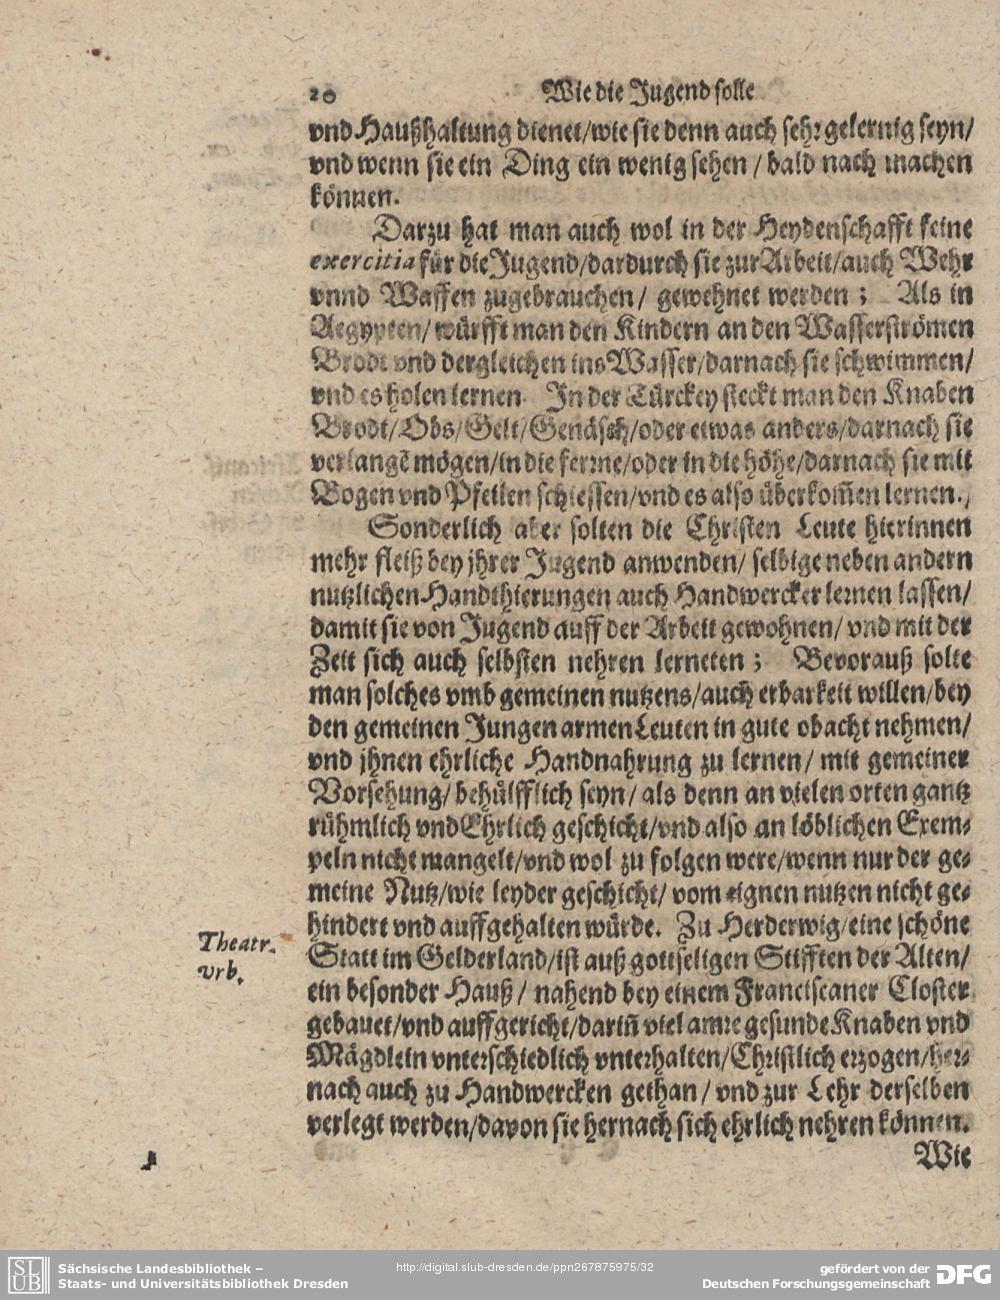 20 Wie die Jugend solle
vnd Haußhaltung dienet/wie sie denn auch sehr gelernig seyn/
vnd wenn sie ein Ding ein wenig sehen / bald nach machen
können.
Darzu hat man auch wol in der Heydenschafft feine
exercitia für die Jugend/dardurch sie zur Arbeit/auch Wehr
vnnd Waffen zugebrauchen/ gewehnet werden ; Als in
Aegypten/würfft man den Kindern an den Wasserströmen
Brodt vnd dergleichen ins Wasser/darnach sie schwimmen/
vnd es holen lernen In der Türckey steckt man den Knaben
Brodt/Obs/Gelt/Genäsch/oder etwas anders/darnach sie
verlangẽ mögen/in die ferrne/oder in die höhe/darnach sie mit
Bogen vnd Pfeilen schiessen/vnd es also überkom̃en lernen.
Sonderlich aber solten die Christen Leute hierinnen
mehr fleiß bey jhrer Jugend anwenden/ selbige neben andern
nutzlichen Handthierungen auch Handwercker lernen lassen/
damit sie von Jugend auff der Arbeit gewohnen/ vnd mit der
Zeit sich auch selbsten nehren lerneten ; Bevorauß solte
man solches vmb gemeinen nutzens/auch erbarkeit willen/bey
den gemeinen Jungen armen Leuten in gute obacht nehmen/
vnd jhnen ehrliche Handnahrung zu lernen/ mit gemeiner
Vorsehung/ behülfflich seyn/ als denn an vielen orten gantz
rühmlich vnd Ehrlich geschicht/vnd also an löblichen Exem-
peln nicht mangelt/vnd wol zu folgen were/wenn nur der ge-
meine Nutz/wie leyder geschicht/ vom eignen nutzen nicht ge-
hindert vnd auffgehalten würde. Zu Herderwig/eine schöne
Statt im Gelderland/ist auß gottseligen Stifften der Alten/
ein besonder Hauß/ nahend bey einem Franciscaner Closter
gebauet/vnd auffgericht/darin̄ viel arme gesunde Knaben vnd
Mägdlein vnterschiedlich vnterhalten/Christlich erzogen/her-
nach auch zu Handwercken gethan/ vnd zur Lehr derselben
verlegt werden/davon sie hernach sich ehrlich nehren können.
Wie
Theatr.
vrb.
SLUB
Sächsische Landesbibliothek –
Staats- und Universitätsbibliothek Dresden
http://digital.slub-dresden.de/ppn267875975/32
gefördert von der
Deutschen Forschungsgemeinschaft
DFG